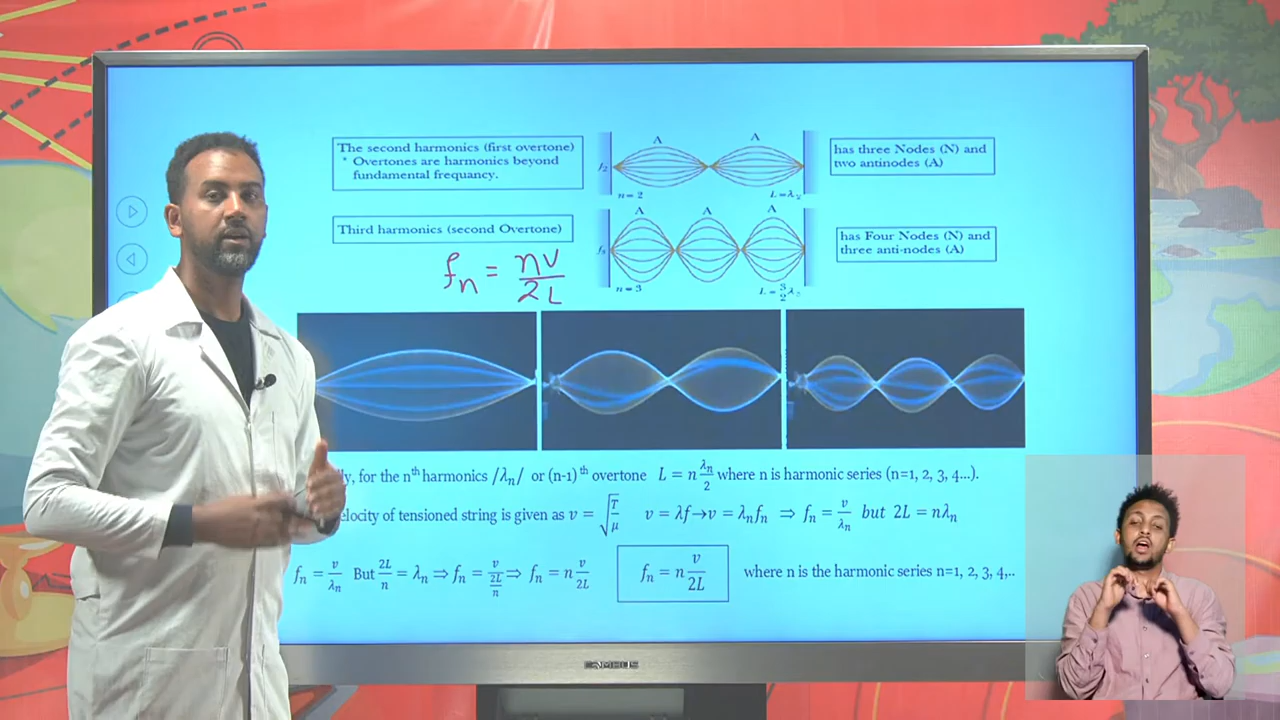 The second harmonics (first overtone)
* Overtones are harmonics beyond
fundamental frequancy.
A A
f₂
n = 2 L = λ₂
has three Nodes (N) and
two antinodes (A)
Third harmonics (second Overtone)
A A A
f₃
n = 3 L = 3/2 λ₃
has Four Nodes (N) and
three anti-nodes (A)
fn = nv/2L
for the nᵗʰ harmonics /λn/ or (n-1)ᵗʰ overtone L = n λn/2 where n is harmonic series (n=1, 2, 3, 4...).
of tensioned string is given as v = √(T/μ) v = λf→v = λn fn ⇒ fn = v/λn but 2L = nλn
fn = v/λn But 2L/n = λn ⇒ fn = v/(2L/n) ⇒ fn = n v/2L
fn = n v/2L
where n is the harmonic series n=1, 2, 3, 4,..